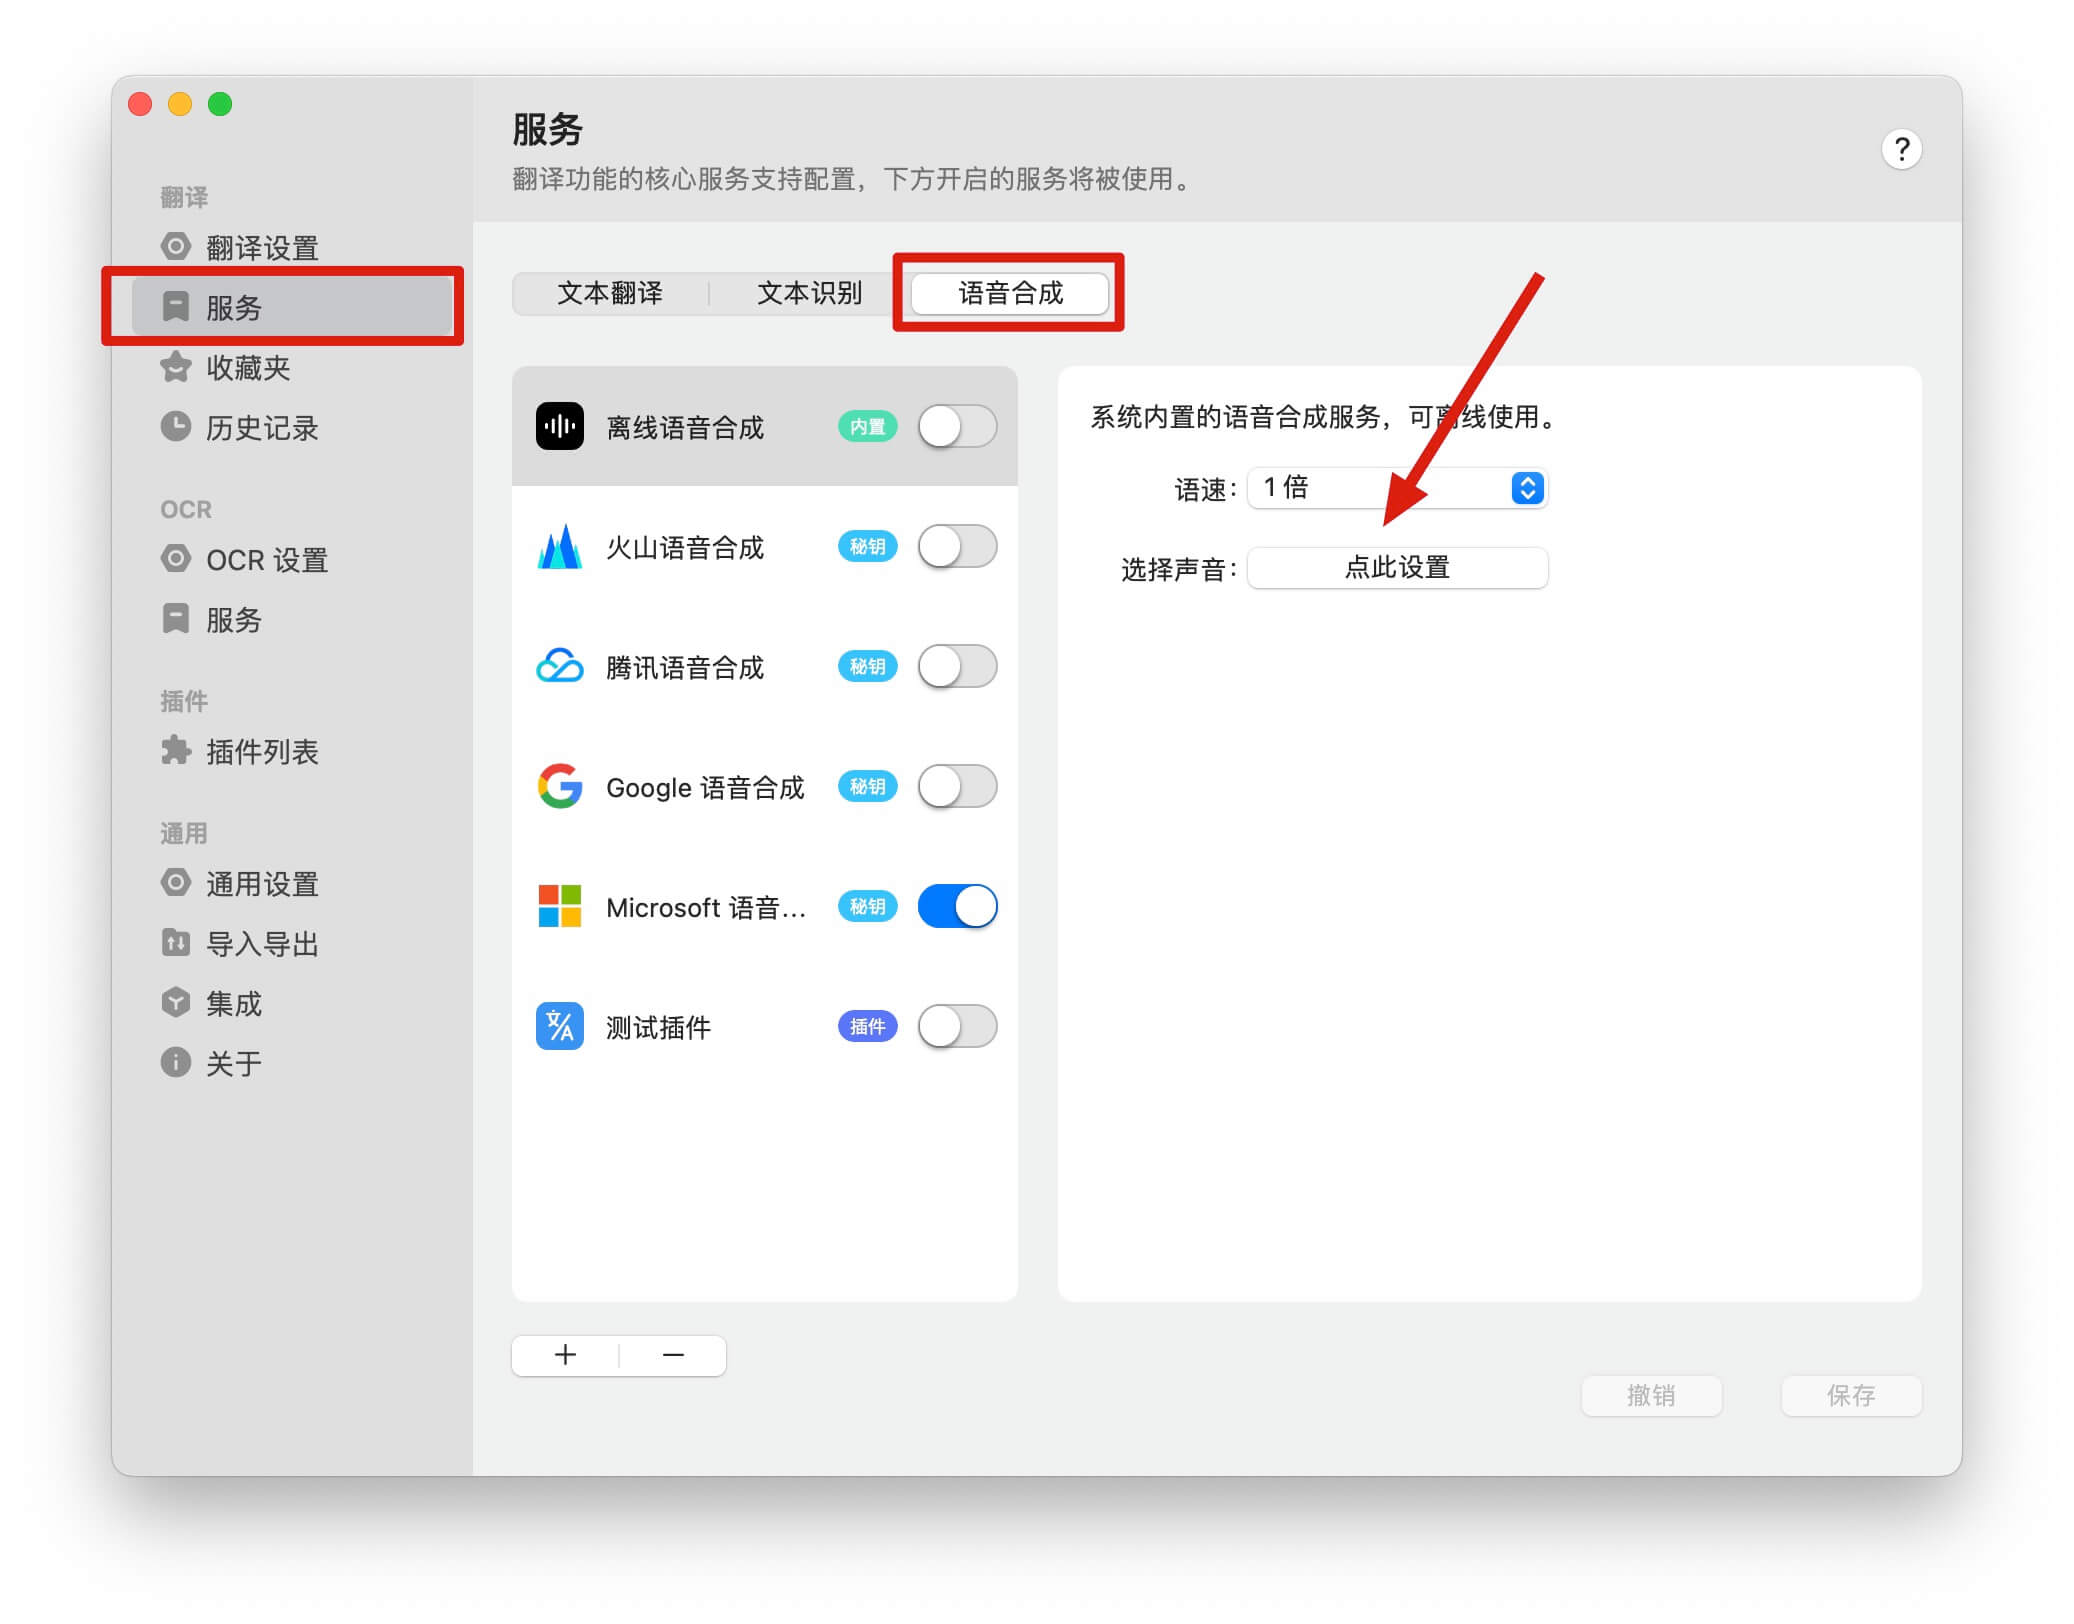 服务
翻译功能的核心服务支持配置，下方开启的服务将被使用。
?
翻译
翻译设置
服务
收藏夹
历史记录
OCR
OCR 设置
服务
插件
插件列表
通用
通用设置
导入导出
集成
关于
文本翻译
文本识别
语音合成
离线语音合成 内置
火山语音合成 秘钥
腾讯语音合成 秘钥
Google 语音合成 秘钥
Microsoft 语音... 秘钥
测试插件 插件
系统内置的语音合成服务，可离线使用。
语速： 1 倍
选择声音： 点此设置
撤销
保存